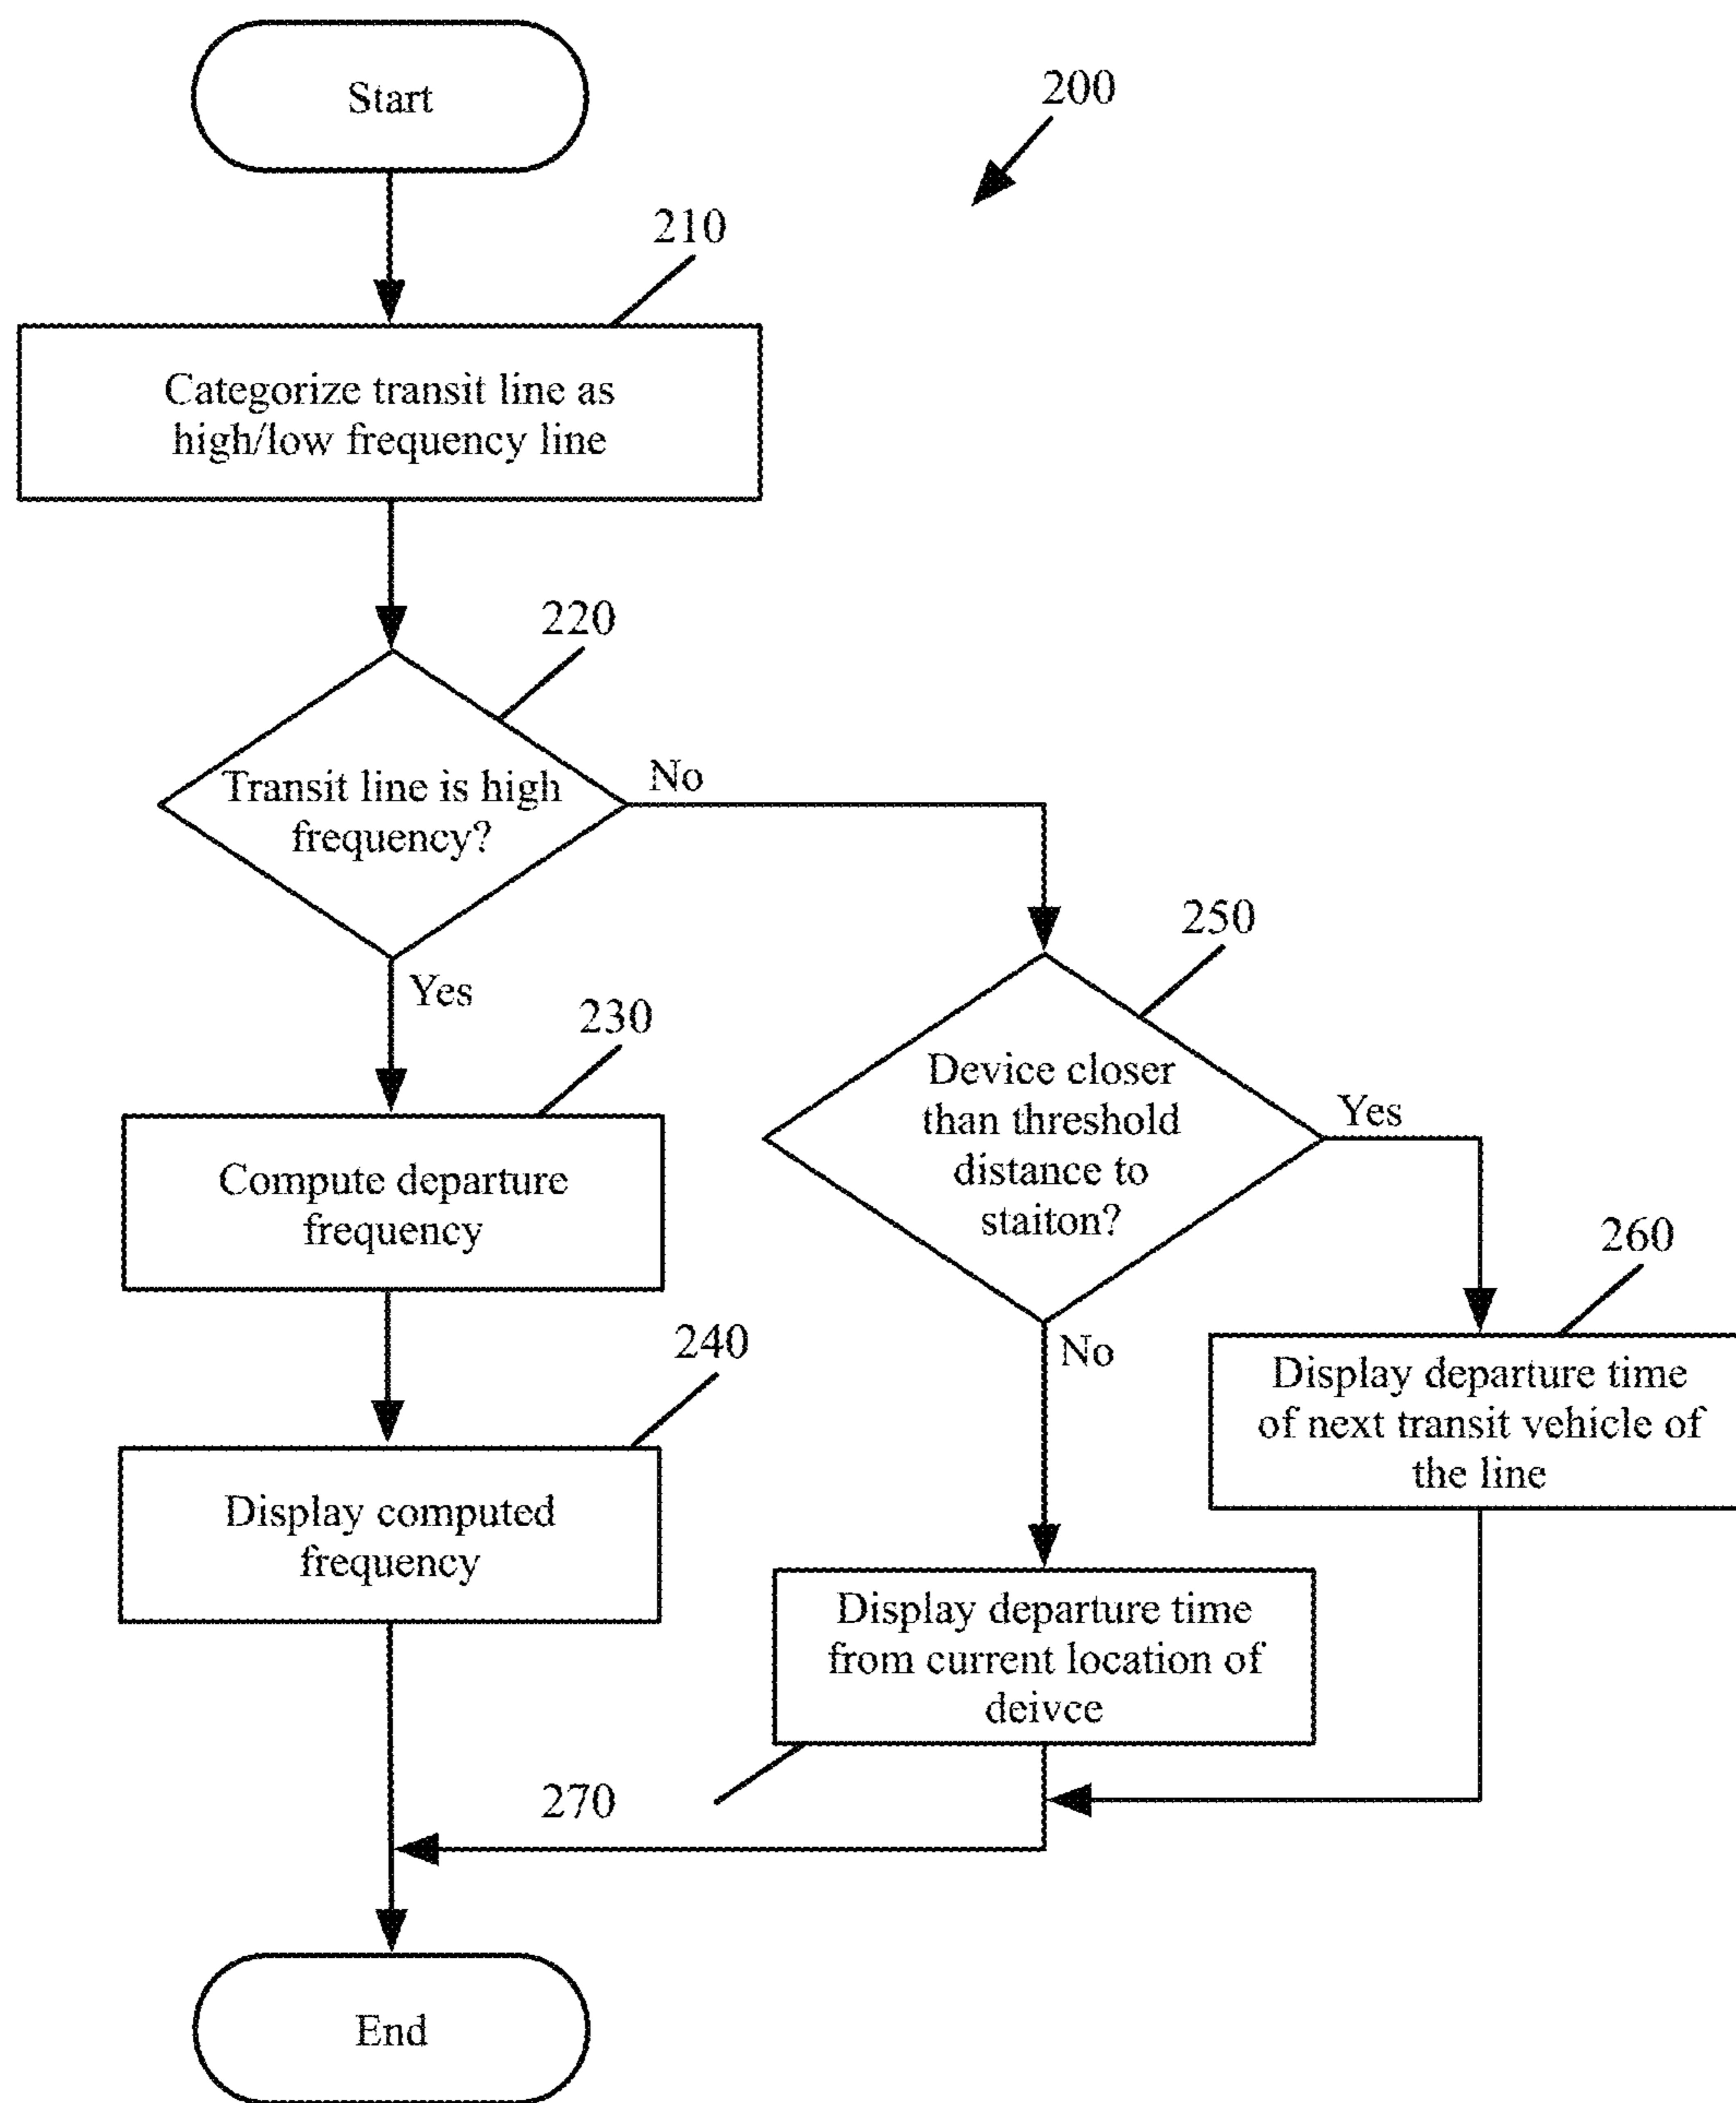 Start
200
210
Categorize transit line as
high/low frequency line
220
Transit line is high
frequency?
No
Yes
230
Compute departure
frequency
240
Display computed
frequency
250
Device closer
than threshold
distance to
staiton?
Yes
No
260
Display departure time
of next transit vehicle of
the line
Display departure time
from current location of
deivce
270
End